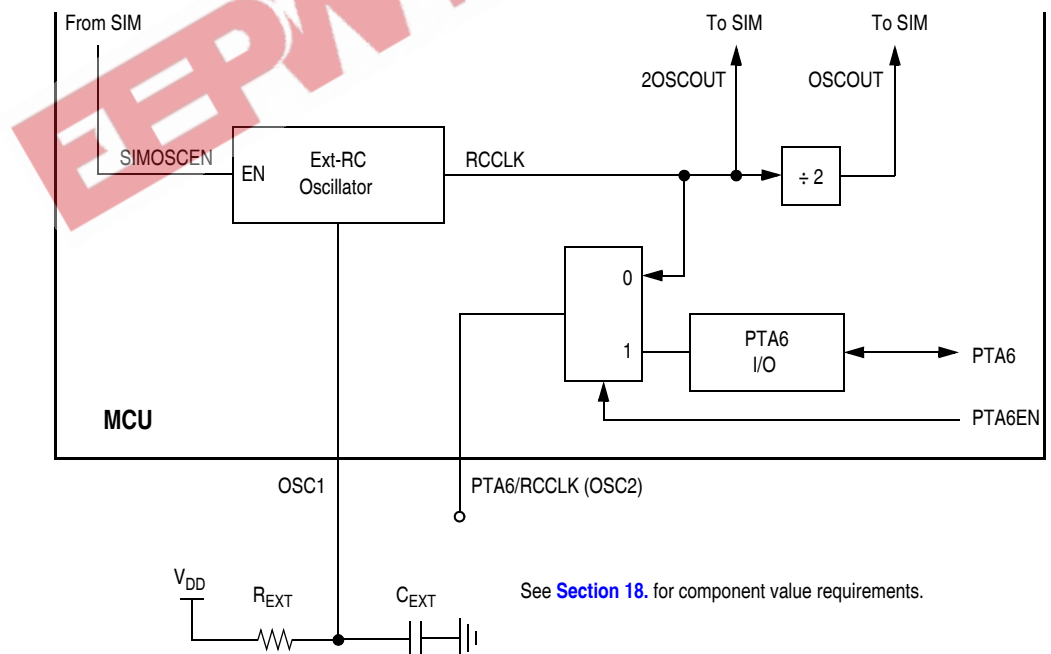 From SIM
To SIM
To SIM
2OSCOUT
OSCOUT
EEPW
SIMOSCEN
EN
Ext-RC
Oscillator
RCCLK
÷ 2
0
1
PTA6
I/O
PTA6
PTA6EN
MCU
OSC1
PTA6/RCCLK (OSC2)
VDD
REXT
CEXT
See Section 18. for component value requirements.